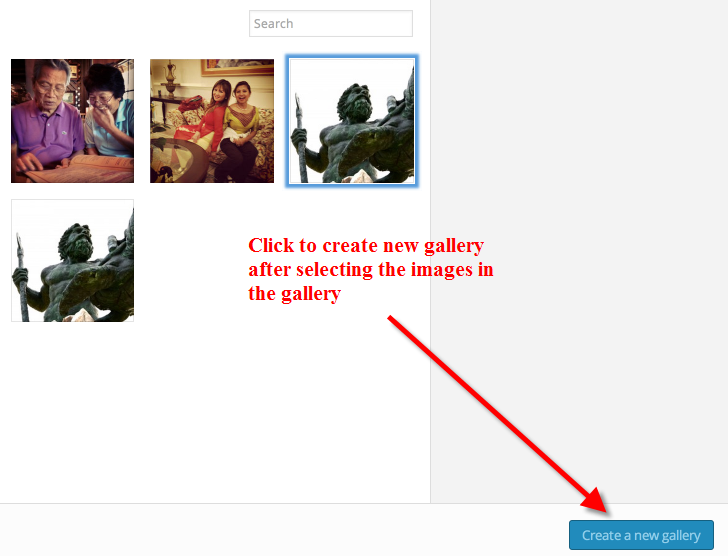 Search
Click to create new gallery
after selecting the images in
the gallery
Create a new gallery